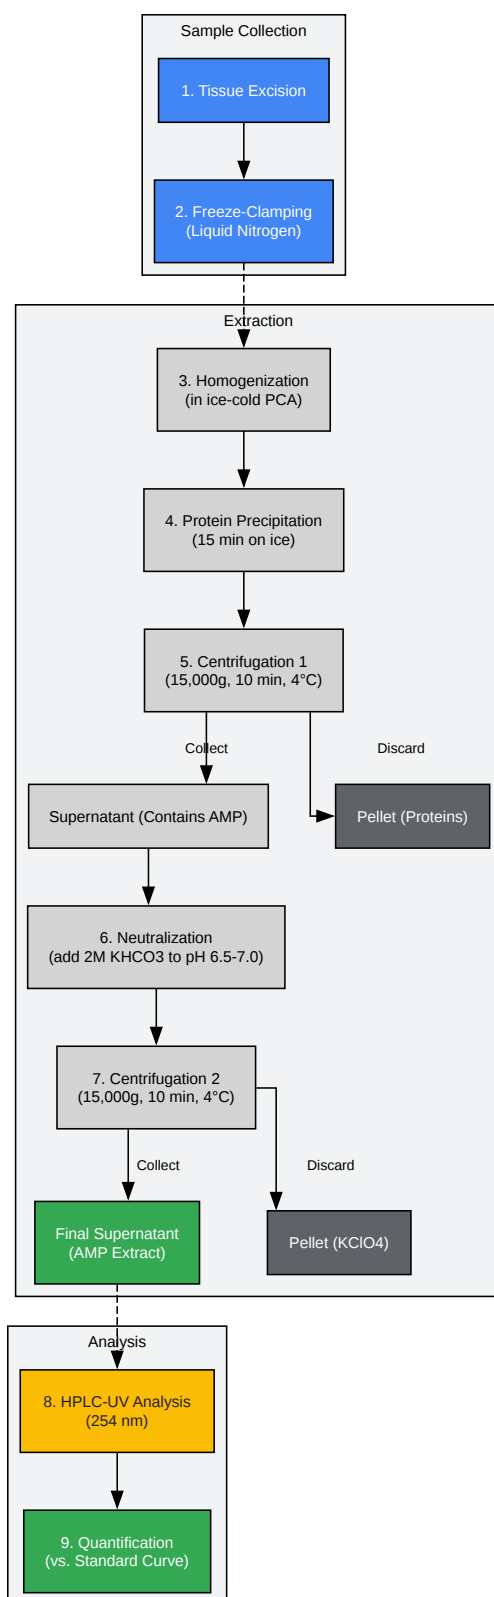 Sample Collection
1. Tissue Excision
2. Freeze-Clamping
(Liquid Nitrogen)
Extraction
3. Homogenization
(in ice-cold PCA)
4. Protein Precipitation
(15 min on ice)
5. Centrifugation 1
(15,000g, 10 min, 4°C)
Collect
Discard
Supernatant (Contains AMP)
Pellet (Proteins)
6. Neutralization
(add 2M KHCO3 to pH 6.5-7.0)
7. Centrifugation 2
(15,000g, 10 min, 4°C)
Collect
Discard
Final Supernatant
(AMP Extract)
Pellet (KClO4)
Analysis
8. HPLC-UV Analysis
(254 nm)
9. Quantification
(vs. Standard Curve)